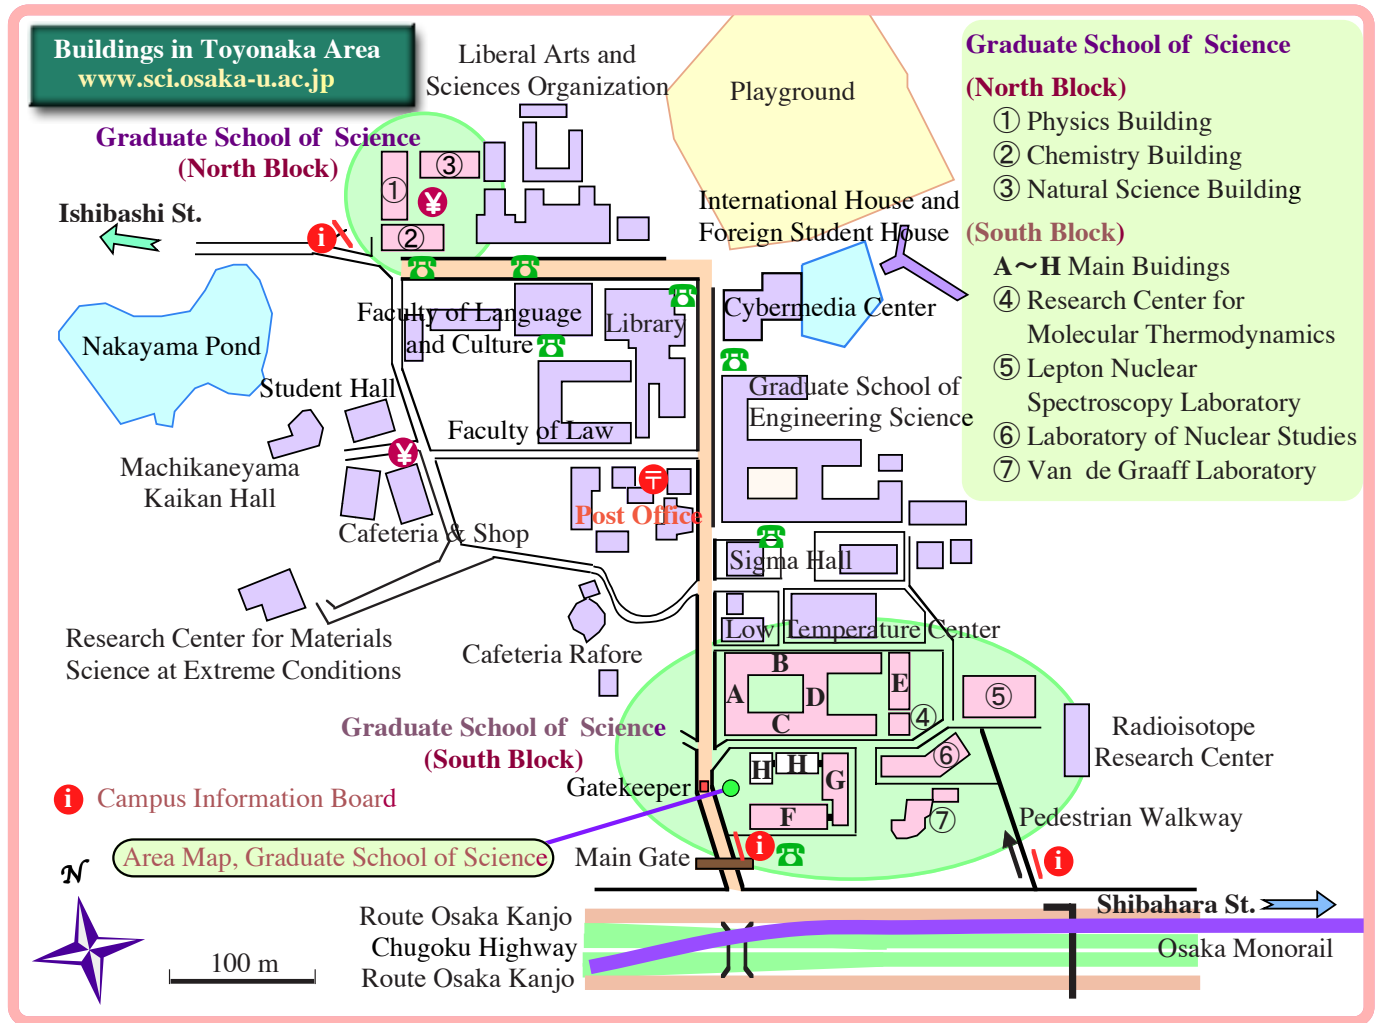 Buildings in Toyonaka Area
www.sci.osaka-u.ac.jp
Liberal Arts and
Sciences Organization
Playground
Graduate School of Science
(North Block)
① Physics Building
② Chemistry Building
③ Natural Science Building
(South Block)
A～H Main Buidings
④ Research Center for
Molecular Thermodynamics
⑤ Lepton Nuclear
Spectroscopy Laboratory
⑥ Laboratory of Nuclear Studies
⑦ Van de Graaff Laboratory
Graduate School of Science
(North Block)
①
③
¥
②
Ishibashi St.
i
International House and
Foreign Student House
Cybermedia Center
Faculty of Language
and Culture
Library
Nakayama Pond
Student Hall
Graduate School of
Engineering Science
Faculty of Law
¥
Machikaneyama
Kaikan Hall
〒
Post Office
Cafeteria & Shop
Sigma Hall
Research Center for Materials
Science at Extreme Conditions
Cafeteria Rafore
Low Temperature Center
B
A
D
C
E
④
⑤
Graduate School of Science
(South Block)
Radioisotope
Research Center
H
H
G
F
⑥
⑦
Gatekeeper
i Campus Information Board
Pedestrian Walkway
Area Map, Graduate School of Science
Main Gate
i
i
N
Shibahara St.
Route Osaka Kanjo
Chugoku Highway
Route Osaka Kanjo
Osaka Monorail
100 m